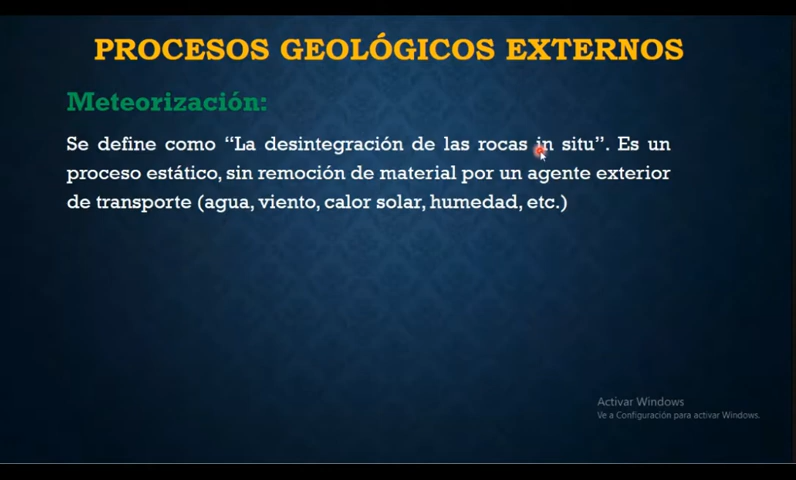 PROCESOS GEOLÓGICOS EXTERNOS
Meteorización:
Se define como “La desintegración de las rocas in situ”. Es un
proceso estático, sin remoción de material por un agente exterior
de transporte (agua, viento, calor solar, humedad, etc.)
Activar Windows
Ve a Configuración para activar Windows.